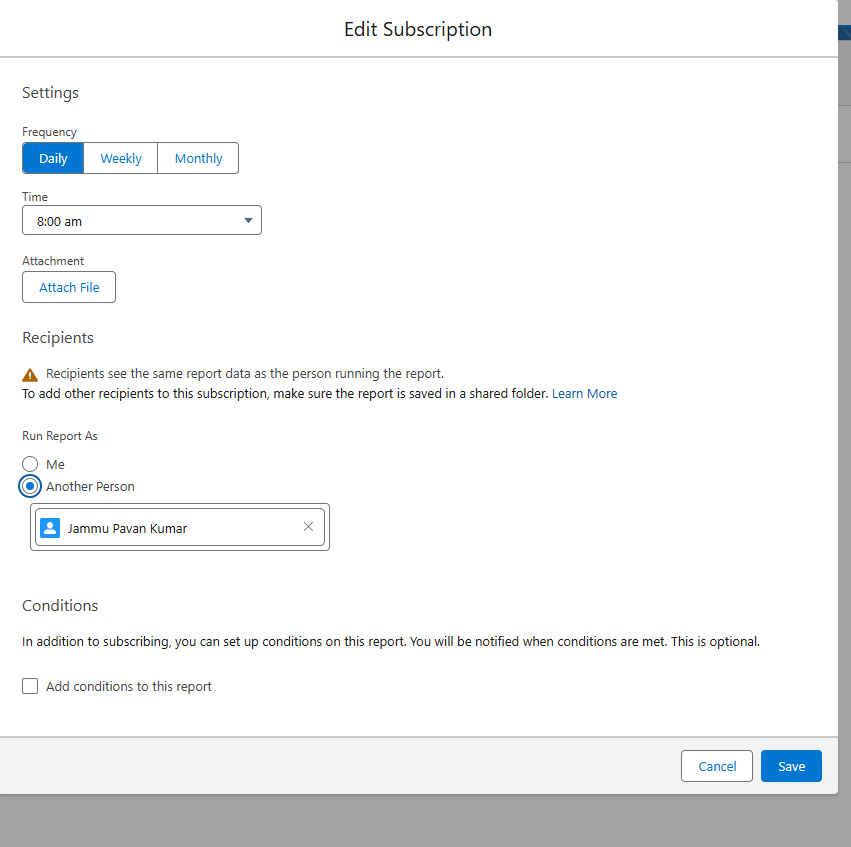 Edit Subscription
Settings
Frequency
Daily Weekly Monthly
Time
8:00 am
Attachment
Attach File
Recipients
Recipients see the same report data as the person running the report.
To add other recipients to this subscription, make sure the report is saved in a shared folder. Learn More
Run Report As
Me
Another Person
Jammu Pavan Kumar
Conditions
In addition to subscribing, you can set up conditions on this report. You will be notified when conditions are met. This is optional.
Add conditions to this report
Cancel Save